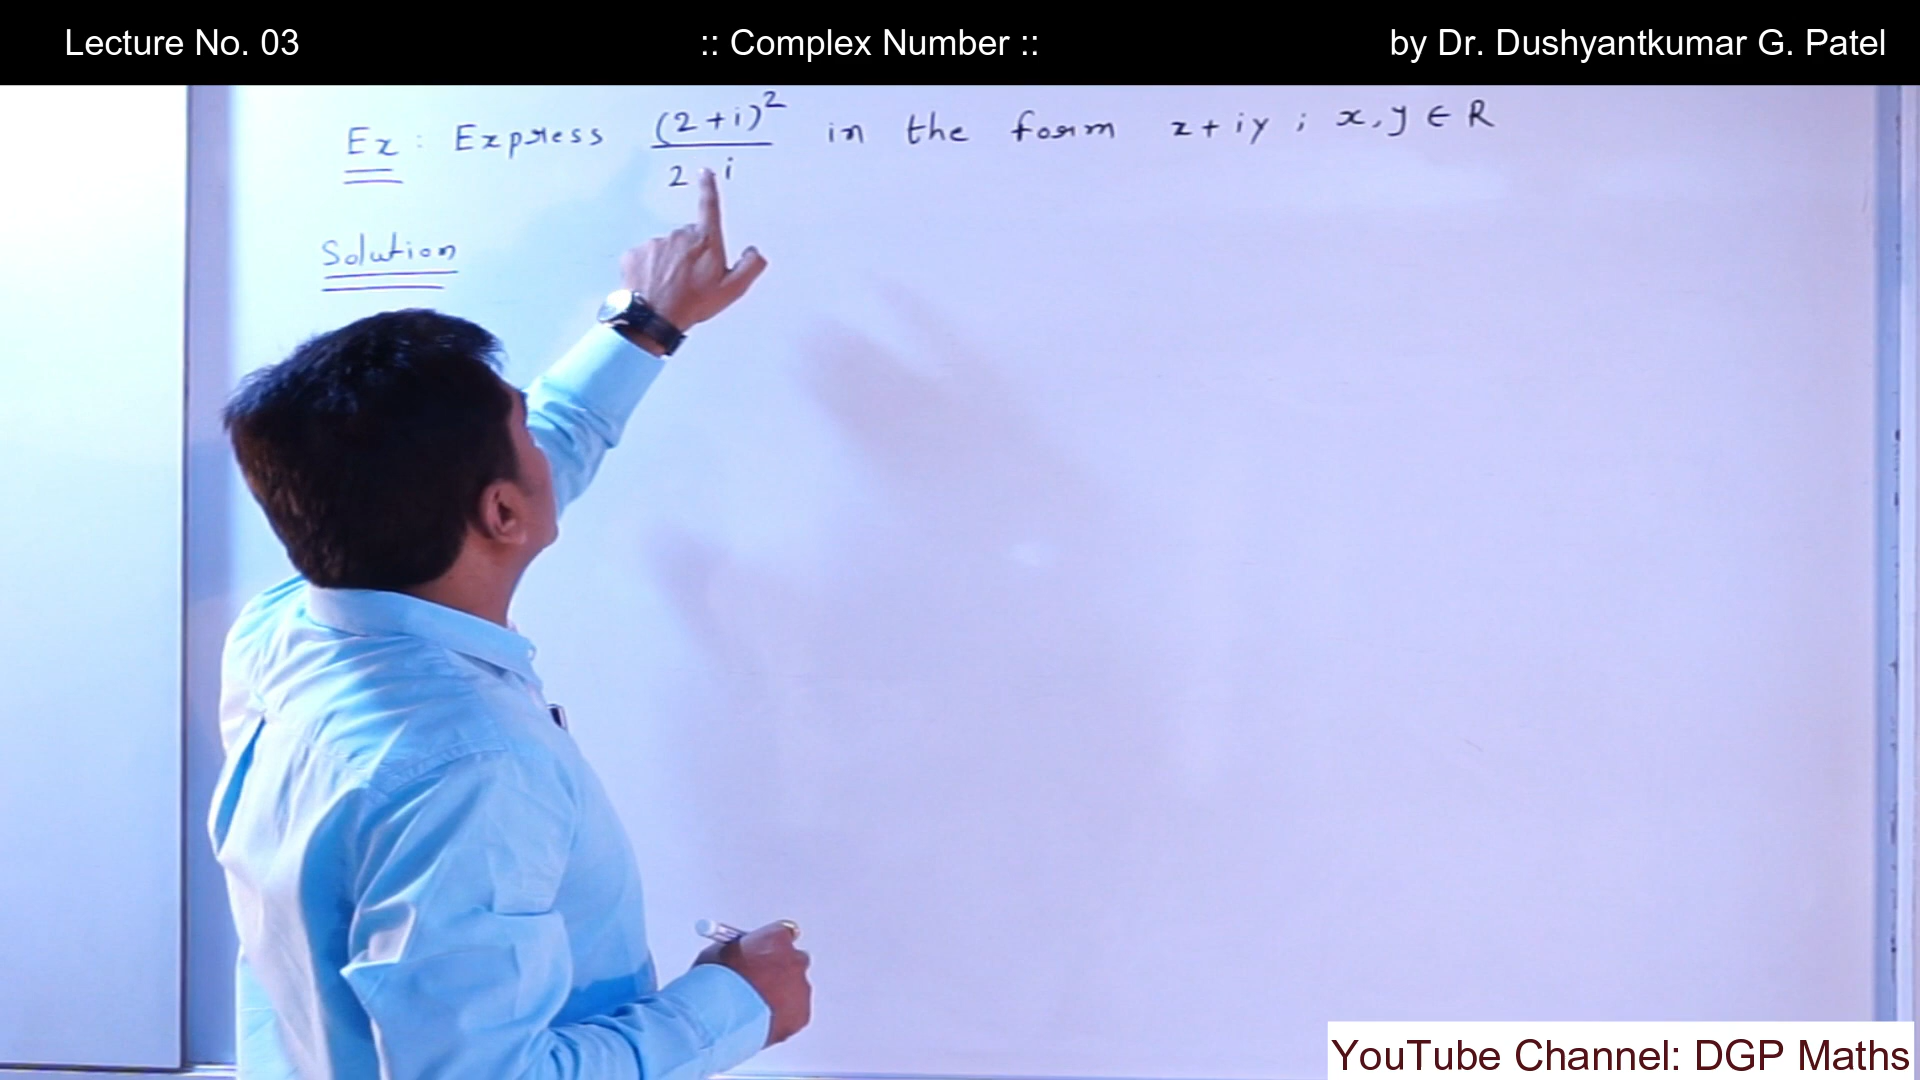 Lecture No. 03 :: Complex Number :: by Dr. Dushyantkumar G. Patel
Ex : Express (2+i)² / 2 i in the form x + iy ; x, y ∈ R
Solution
YouTube Channel: DGP Maths